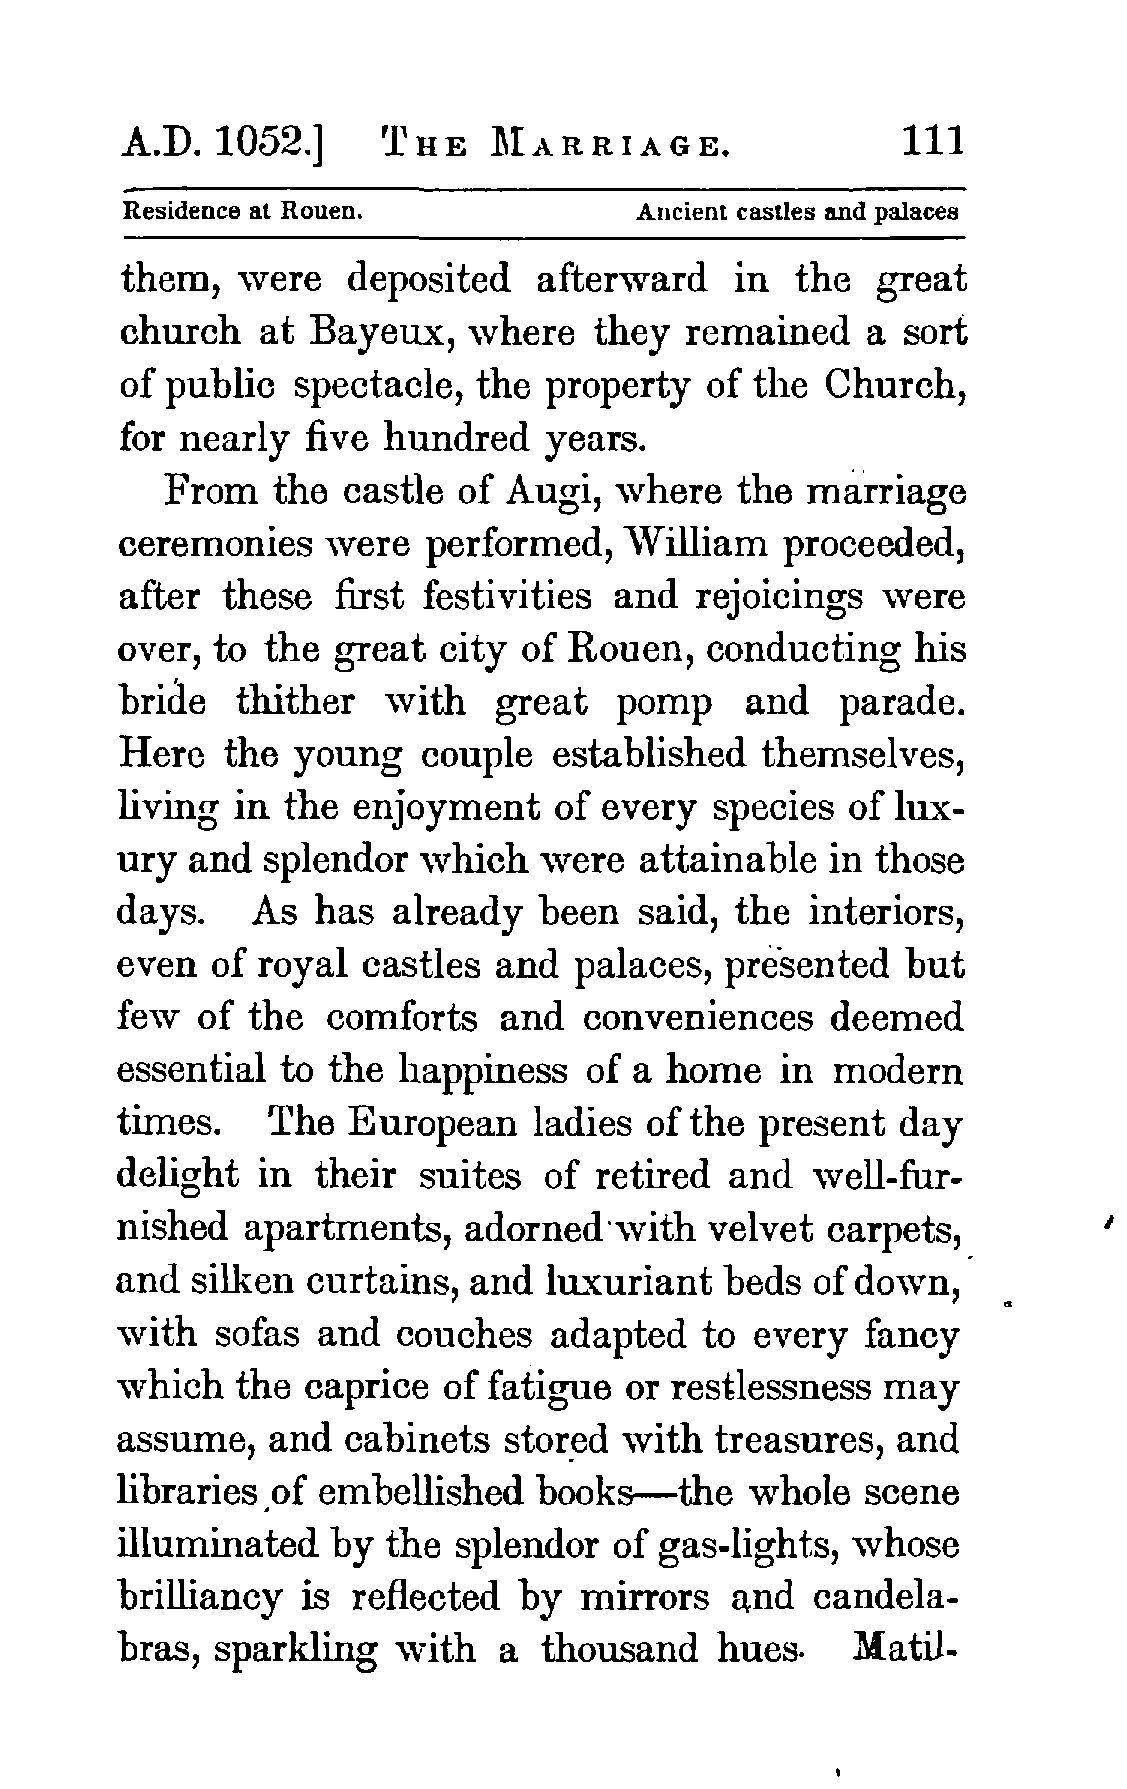 A.D. 1052.] THE MARRIAGE. 111
Residence at Rouen. Ancient castles and palaces
them, were deposited afterward in the great
church at Bayeux, where they remained a sort
of public spectacle, the property of the Church,
for nearly five hundred years.
From the castle of Augi, where the marriage
ceremonies were performed, William proceeded,
after these first festivities and rejoicings were
over, to the great city of Rouen, conducting his
bride thither with great pomp and parade.
Here the young couple established themselves,
living in the enjoyment of every species of lux-
ury and splendor which were attainable in those
days. As has already been said, the interiors,
even of royal castles and palaces, presented but
few of the comforts and conveniences deemed
essential to the happiness of a home in modern
times. The European ladies of the present day
delight in their suites of retired and well-fur-
nished apartments, adorned with velvet carpets,
and silken curtains, and luxuriant beds of down,
with sofas and couches adapted to every fancy
which the caprice of fatigue or restlessness may
assume, and cabinets stored with treasures, and
libraries of embellished books—the whole scene
illuminated by the splendor of gas-lights, whose
brilliancy is reflected by mirrors and candela-
bras, sparkling with a thousand hues. Matil-